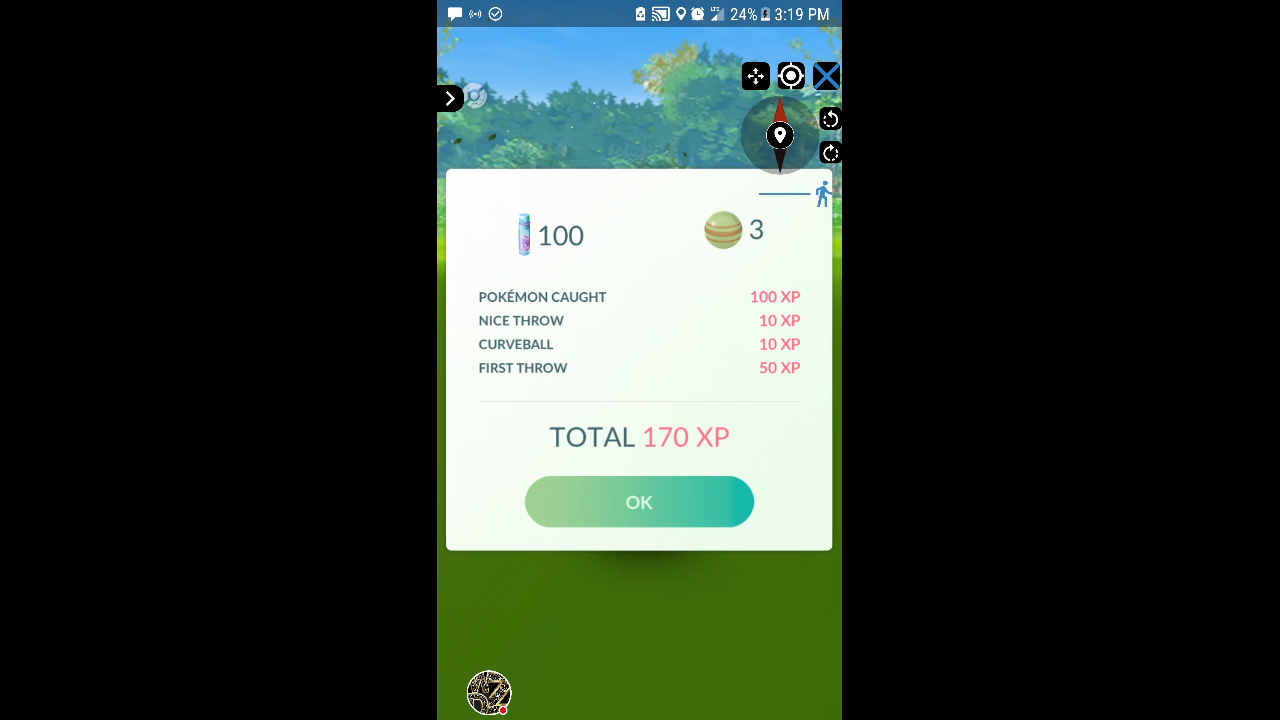 LTE 24% 3:19 PM
100 3
POKÉMON CAUGHT 100 XP
NICE THROW 10 XP
CURVEBALL 10 XP
FIRST THROW 50 XP
TOTAL 170 XP
OK